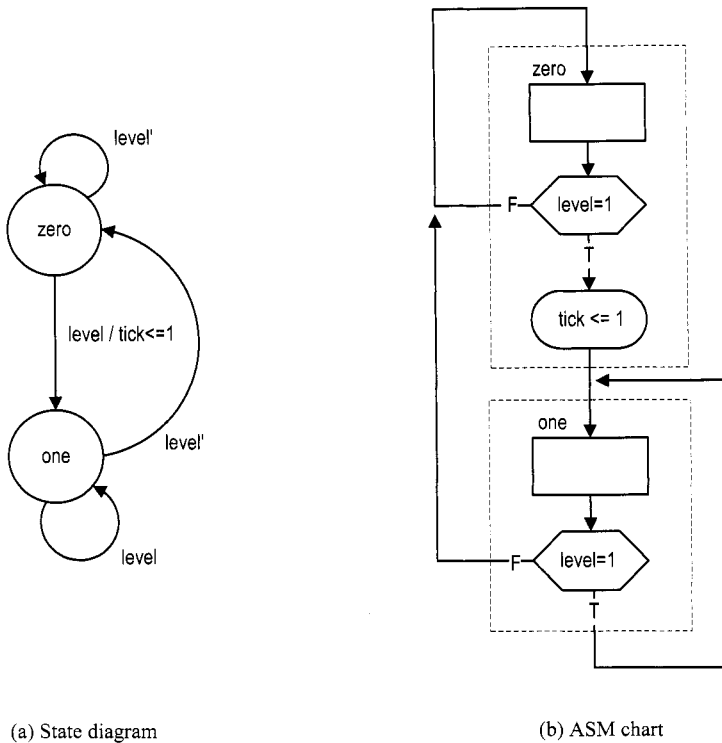 level'
zero
level / tick<=1
one
level'
level
(a) State diagram
zero
F
level=1
T
tick <= 1
one
F
level=1
T
(b) ASM chart